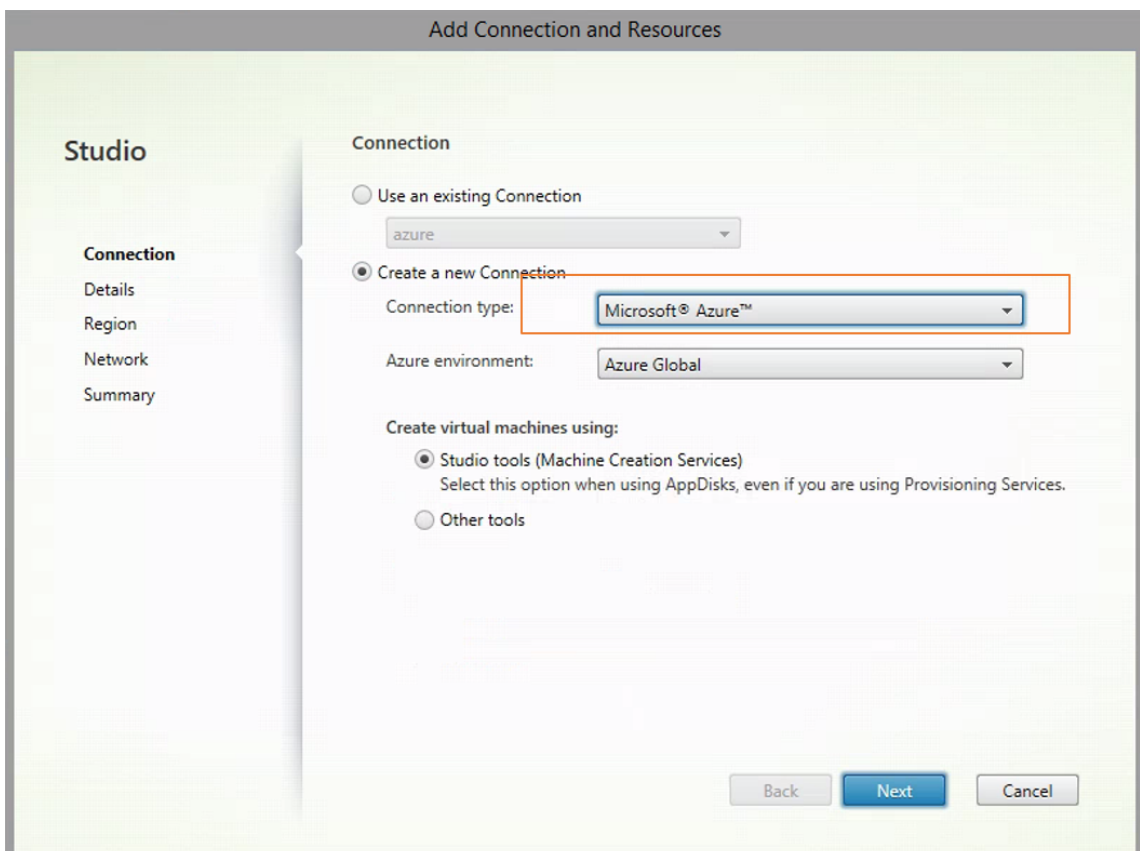 Add Connection and Resources
Studio
Connection
Details
Region
Network
Summary
Connection
Use an existing Connection
azure
Create a new Connection
Connection type:
Microsoft® Azure™
Azure environment:
Azure Global
Create virtual machines using:
Studio tools (Machine Creation Services)
Select this option when using AppDisks, even if you are using Provisioning Services.
Other tools
Back
Next
Cancel